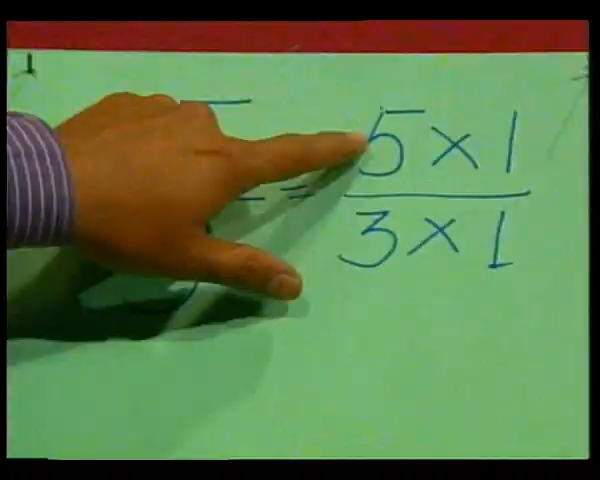 = 5 × 1
3 × 1